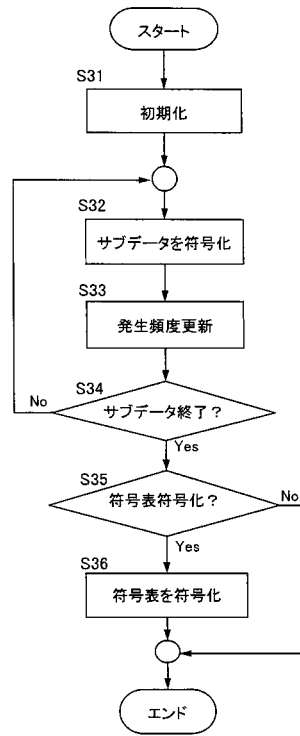 スタート
S31
初期化
S32
サブデータを符号化
S33
発生頻度更新
S34
サブデータ終了?
No
Yes
S35
符号表符号化?
No
Yes
S36
符号表を符号化
エンド